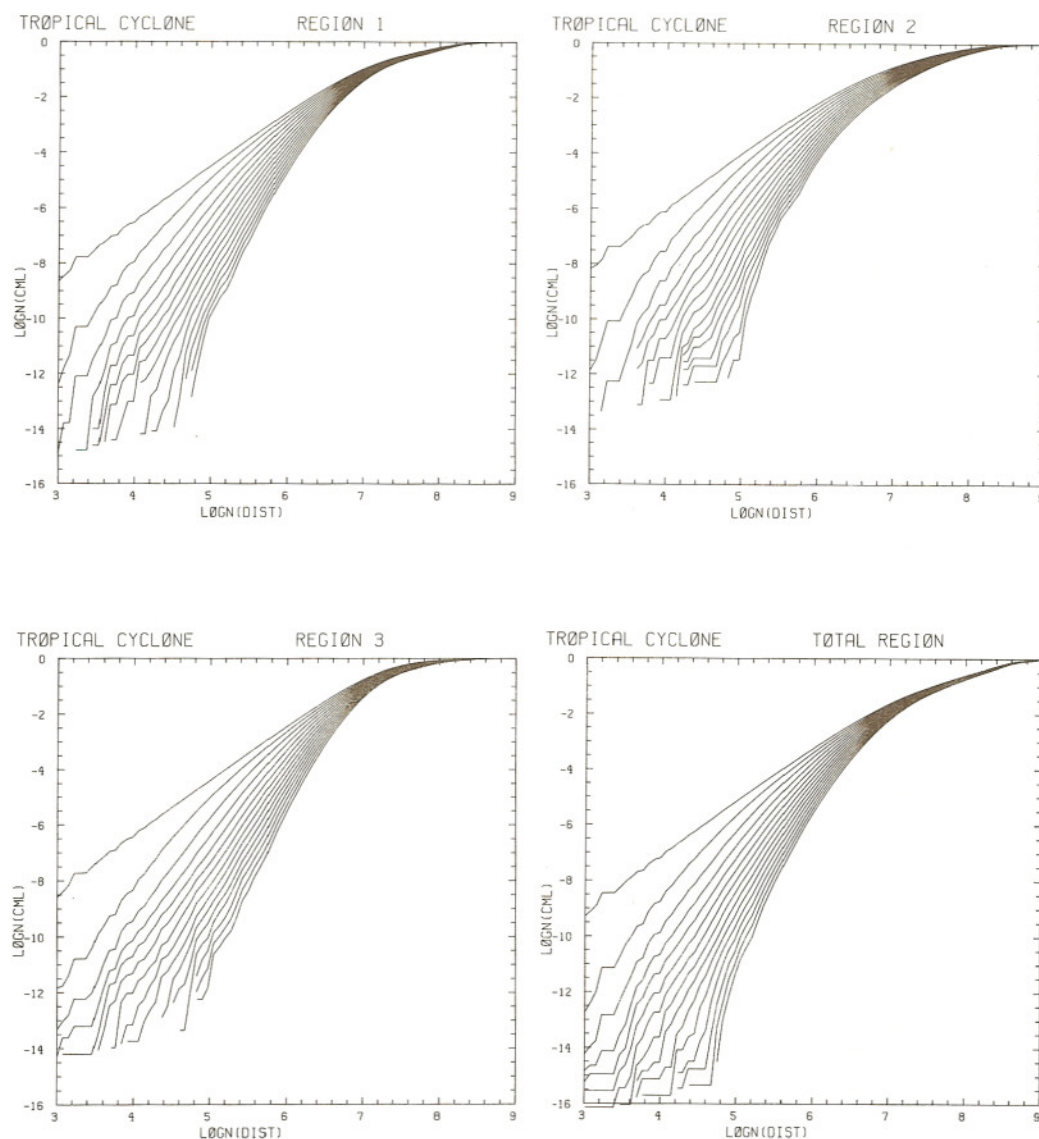 TRØPICAL CYCLØNE REGIØN 1
0
-2
-4
-6
-8
-10
-12
-14
-16
LØGN(CML)
3 4 5 6 7 8 9
LØGN(DIST)
TRØPICAL CYCLØNE REGIØN 2
0
-2
-4
-6
-8
-10
-12
-14
-16
LØGN(CML)
3 4 5 6 7 8 9
LØGN(DIST)
TRØPICAL CYCLØNE REGIØN 3
0
-2
-4
-6
-8
-10
-12
-14
-16
LØGN(CML)
3 4 5 6 7 8 9
LØGN(DIST)
TRØPICAL CYCLØNE TØTAL REGIØN
0
-2
-4
-6
-8
-10
-12
-14
-16
LØGN(CML)
3 4 5 6 7 8 9
LØGN(DIST)